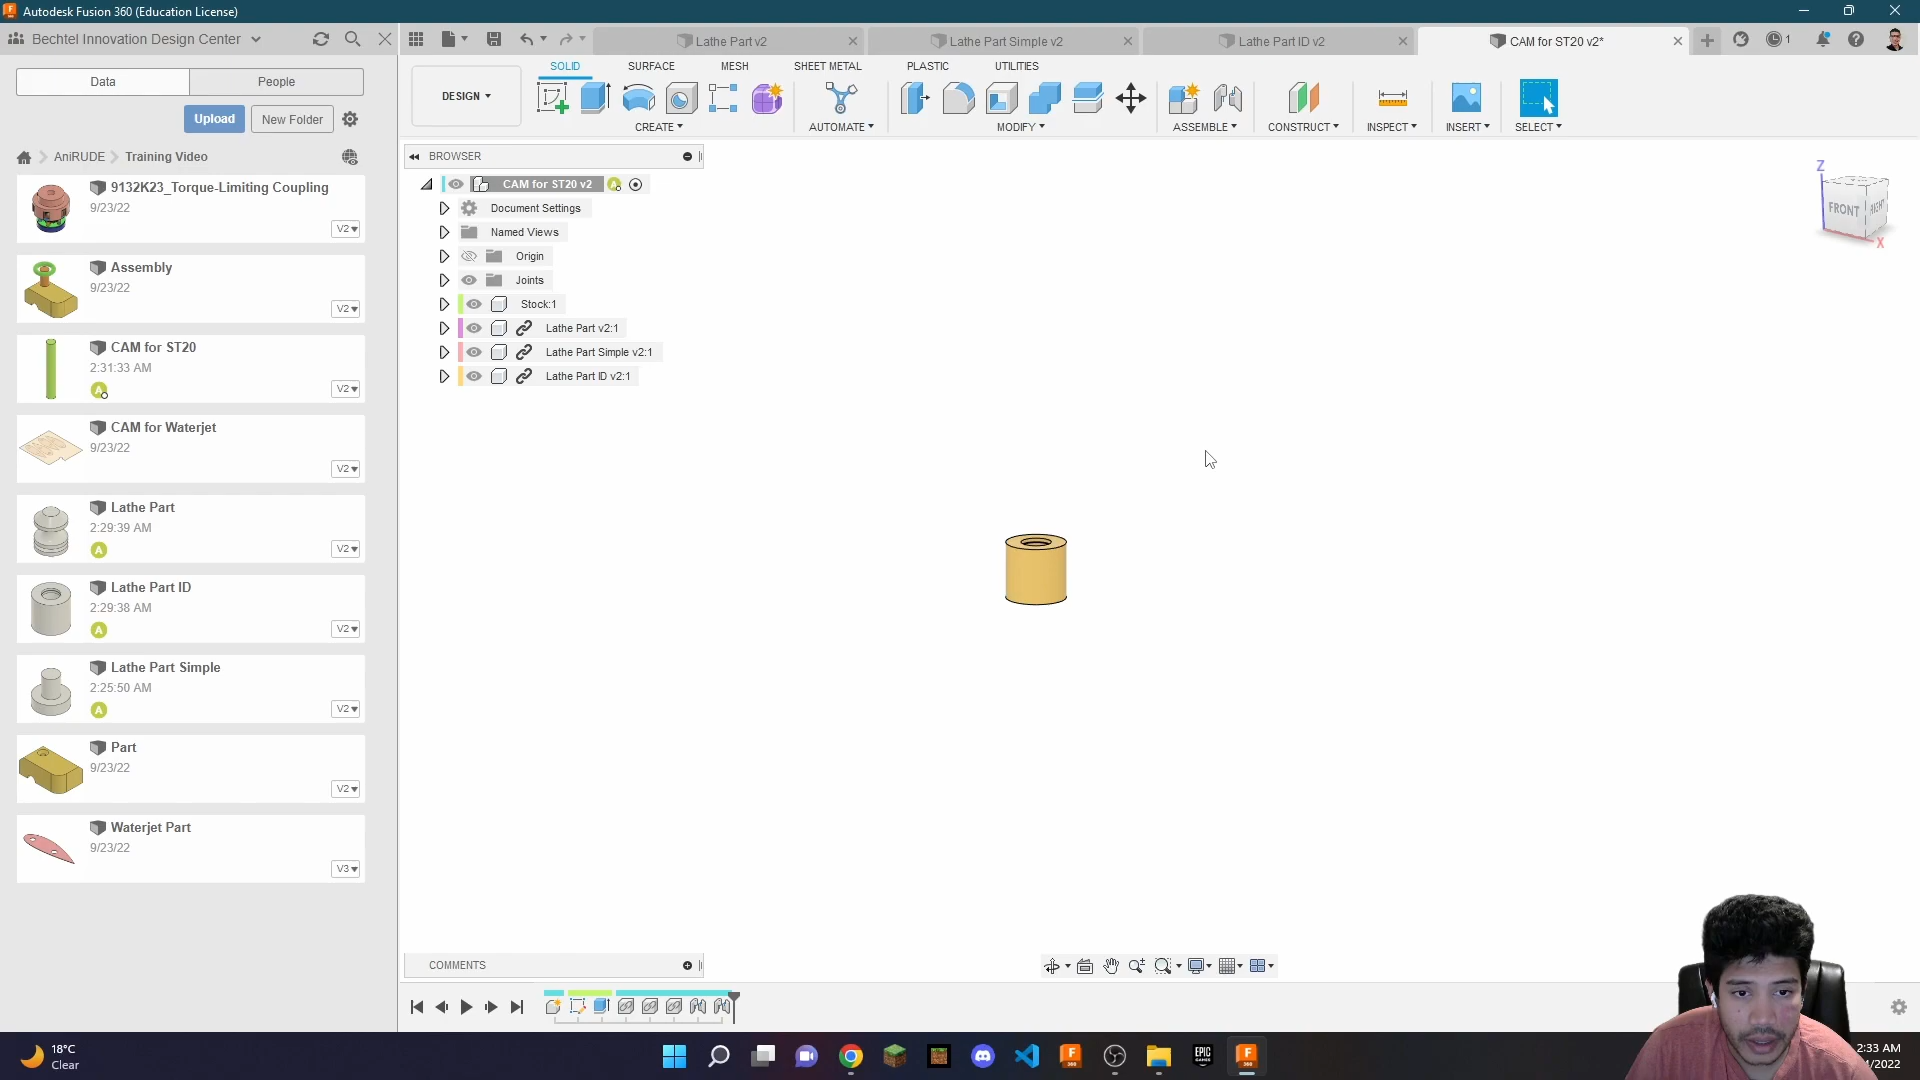 Autodesk Fusion 360 (Education License)
Bechtel Innovation Design Center
Lathe Part v2
Lathe Part Simple v2
Lathe Part ID v2
CAM for ST20 v2*
1
Data
People
Upload
New Folder
AniRUDE
Training Video
9132K23_Torque-Limiting Coupling
9/23/22
V2
Assembly
9/23/22
V2
CAM for ST20
2:31:33 AM
A
V2
CAM for Waterjet
9/23/22
V2
Lathe Part
2:29:39 AM
A
V2
Lathe Part ID
2:29:38 AM
A
V2
Lathe Part Simple
2:25:50 AM
A
V2
Part
9/23/22
V2
Waterjet Part
9/23/22
V3
DESIGN
SOLID
SURFACE
MESH
SHEET METAL
PLASTIC
UTILITIES
CREATE
AUTOMATE
MODIFY
ASSEMBLE
CONSTRUCT
INSPECT
INSERT
SELECT
BROWSER
CAM for ST20 v2
A
Document Settings
Named Views
Origin
Joints
Stock:1
Lathe Part v2:1
Lathe Part Simple v2:1
Lathe Part ID v2:1
Z
FRONT
RIGHT
X
COMMENTS
18°C
Clear
EPIC
GAMES
2:33 AM
/2022